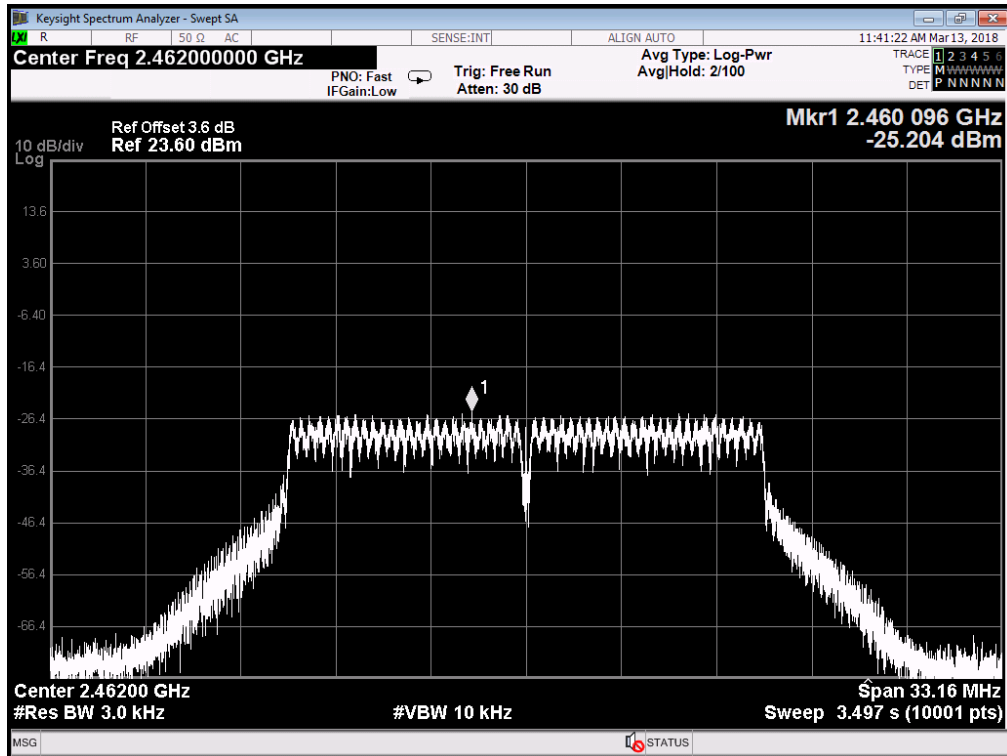 Keysight Spectrum Analyzer - Swept SA
LXI R RF 50 Ω AC SENSE:INT ALIGN AUTO 11:41:22 AM Mar 13, 2018
Center Freq 2.462000000 GHz
PNO: Fast
IFGain:Low
Trig: Free Run
Atten: 30 dB
Avg Type: Log-Pwr
Avg|Hold: 2/100
TRACE 1 2 3 4 5 6
TYPE M WWWWW
DET P N N N N N
Mkr1 2.460 096 GHz
-25.204 dBm
Ref Offset 3.6 dB
10 dB/div Ref 23.60 dBm
Log
13.6
3.60
-6.40
-16.4
1
-26.4
-36.4
-46.4
-56.4
-66.4
Center 2.46200 GHz Span 33.16 MHz
#Res BW 3.0 kHz #VBW 10 kHz Sweep 3.497 s (10001 pts)
MSG STATUS